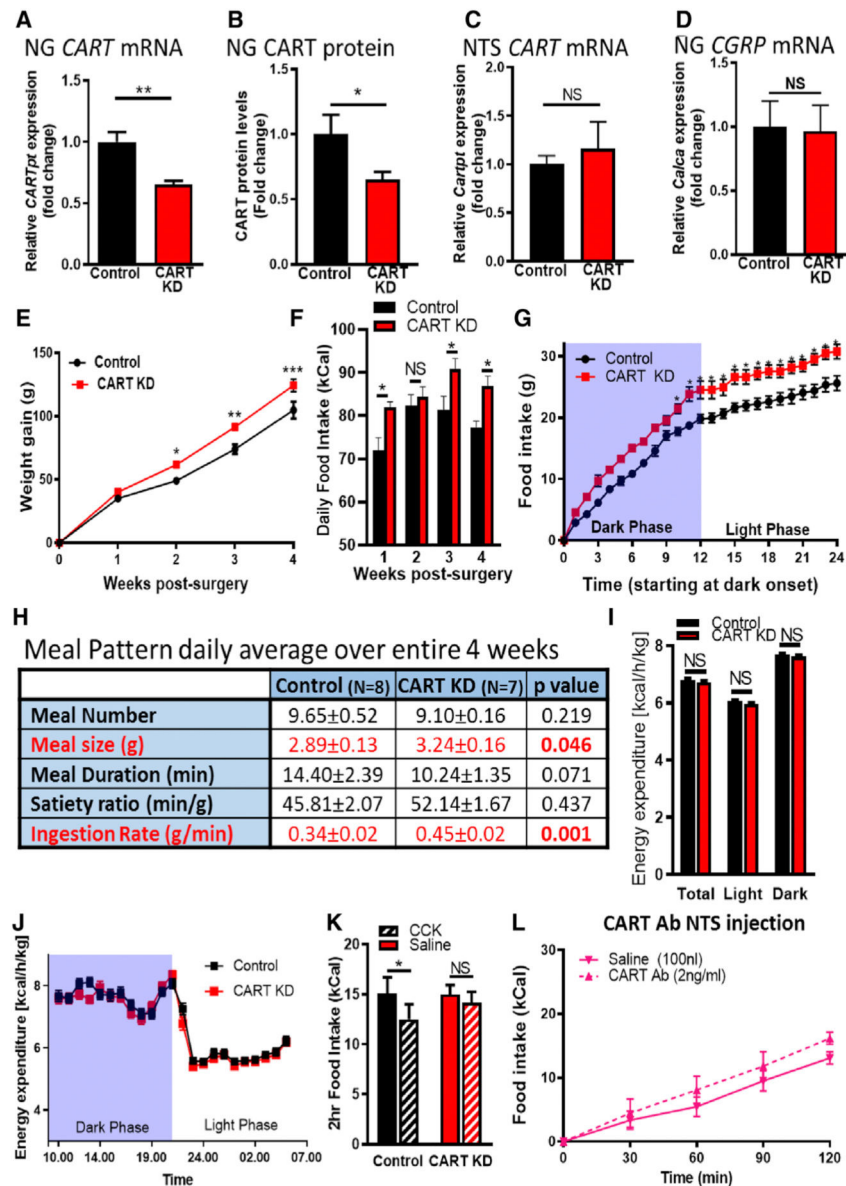 A
NG CART mRNA
Relative CARTpt expression
(fold change)
1.5
1.0
0.5
0.0
**
Control
CART
KD
B
NG CART protein
CART protein levels
(Fold change)
1.5
1.0
0.5
0.0
*
Control
CART
KD
C
NTS CART mRNA
Relative Cartpt expression
(fold change)
2.0
1.5
1.0
0.5
0.0
NS
Control
CART
KD
D
NG CGRP mRNA
Relative Calca expression
(fold change)
1.5
1.0
0.5
0.0
NS
Control
CART
KD
E
Weight gain (g)
150
100
50
0
Control
CART KD
*
**
***
0 1 2 3 4
Weeks post-surgery
F
Control
CART KD
Daily Food Intake (kCal)
100
90
80
70
60
50
*
NS
*
*
1 2 3 4
Weeks post-surgery
G
Food intake (g)
30
20
10
0
Control
CART KD
* * * * * * * * * * * * * * *
Dark Phase
Light Phase
0 3 6 9 12 15 18 21 24
Time (starting at dark onset)
H
Meal Pattern daily average over entire 4 weeks
Control (N=8) CART KD (N=7) p value
Meal Number 9.65±0.52 9.10±0.16 0.219
Meal size (g) 2.89±0.13 3.24±0.16 0.046
Meal Duration (min) 14.40±2.39 10.24±1.35 0.071
Satiety ratio (min/g) 45.81±2.07 52.14±1.67 0.437
Ingestion Rate (g/min) 0.34±0.02 0.45±0.02 0.001
I
Control
CART KD
Energy expenditure [kcal/h/kg]
8
6
4
2
0
NS
NS
NS
Total Light Dark
J
Energy expenditure [kcal/h/kg]
8
6
4
Control
CART KD
Dark Phase
Light Phase
10.00 14.00 19.00 24.00 02.00 07.00
Time
K
CCK
Saline
2hr Food Intake (kCal)
20
15
10
5
0
*
NS
Control CART KD
L
CART Ab NTS injection
Saline (100nl)
CART Ab (2ng/ml)
Food intake (kCal)
30
20
10
0
0 30 60 90 120
Time (min)